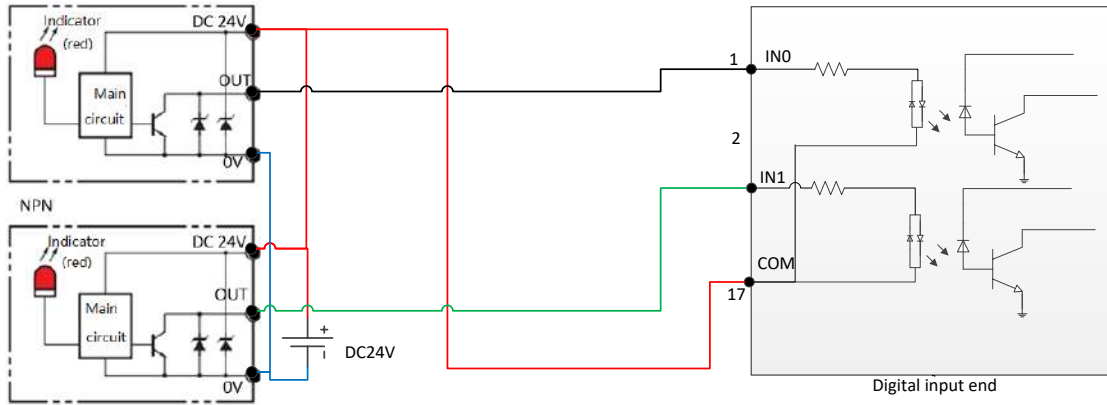 Indicator
(red)
DC 24V
OUT
Main
circuit
0V
NPN
Indicator
(red)
DC 24V
OUT
Main
circuit
0V
+
DC24V
1
IN0
2
IN1
COM
17
Digital input end